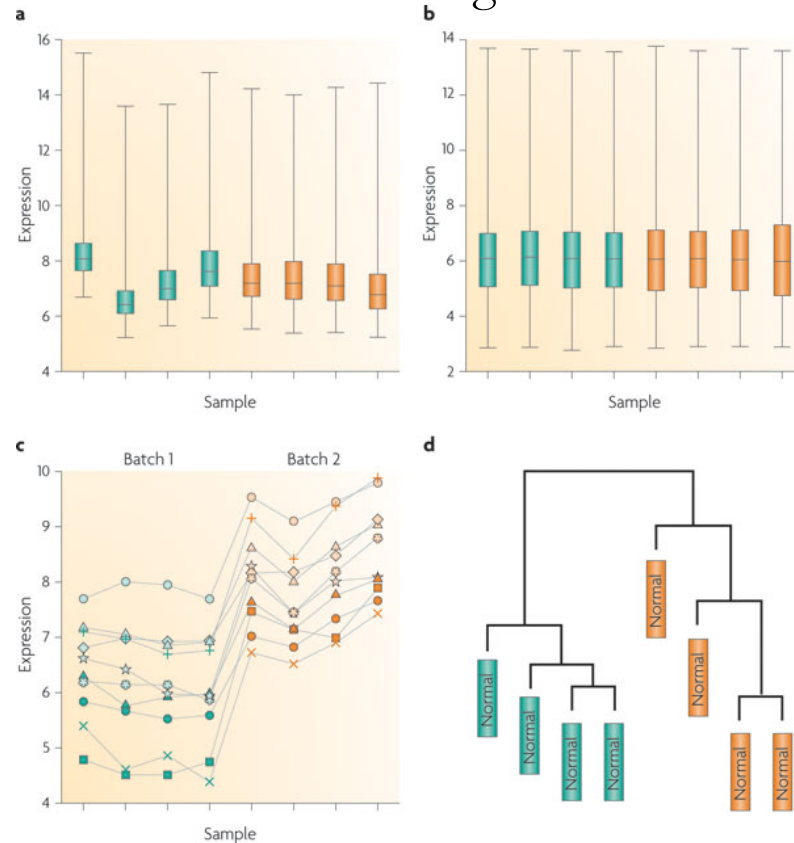 g
a
b
16
14
12
10
8
6
4
Expression
Sample
14
12
10
8
6
4
2
Expression
Sample
c
d
Batch 1
Batch 2
10
9
8
7
6
5
4
Expression
Sample
Normal
Normal
Normal
Normal
Normal
Normal
Normal
Normal